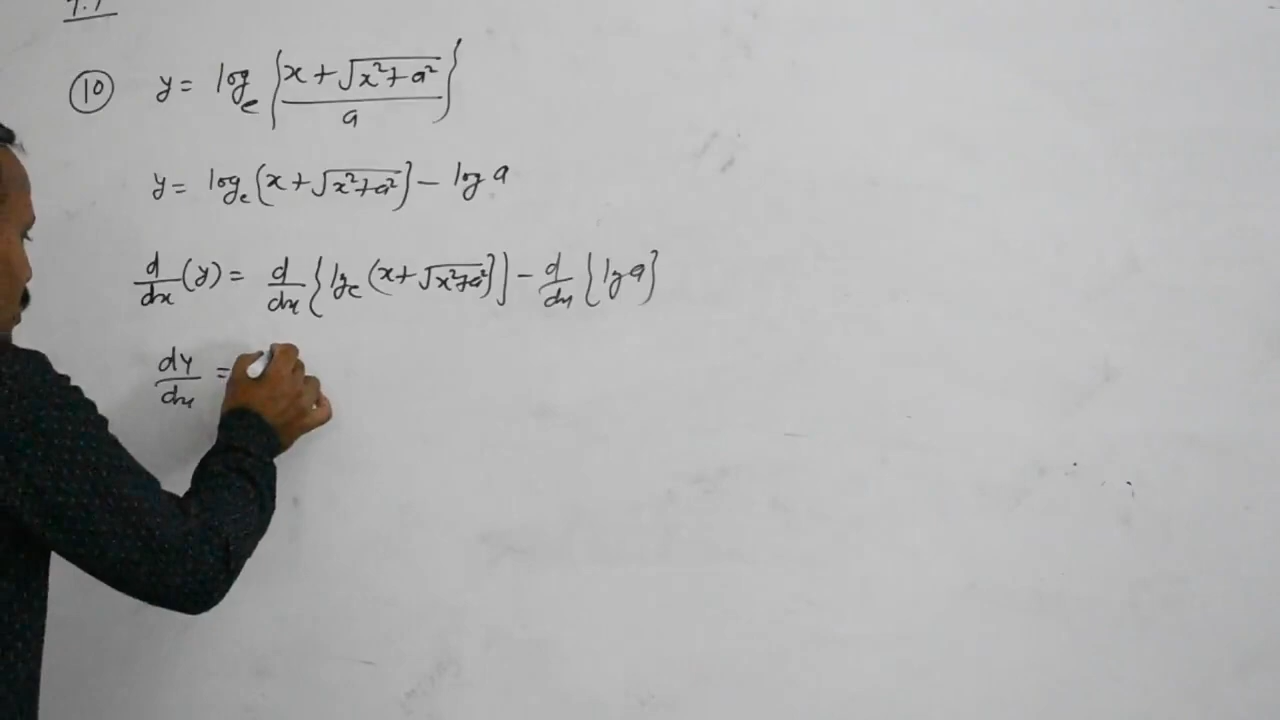 (10) y = log_e {(x + √(x² + a²)) / a}
y = log_e (x + √(x² + a²)) − log a
d/dx (y) = d/dx {log_e (x + √(x² + a²))} − d/dx {log a}
dy/dx =